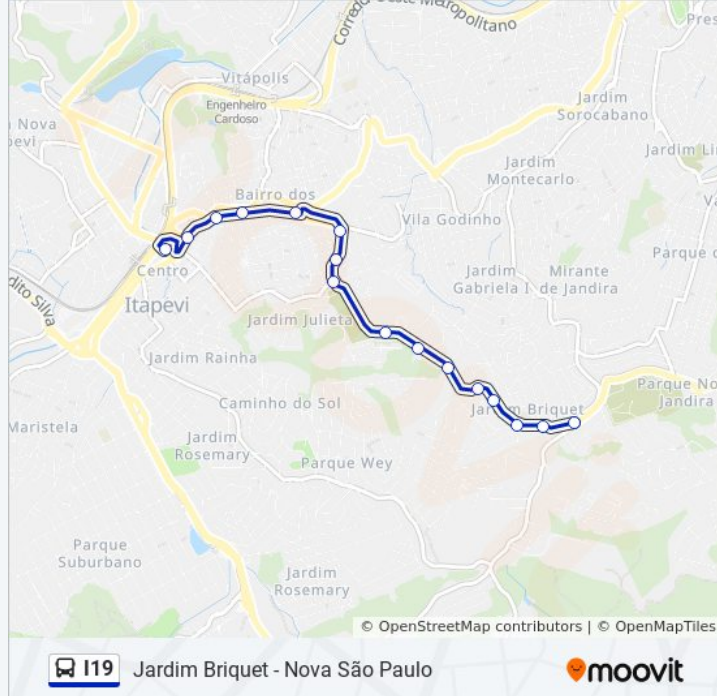 Corredor Oeste Metropolitano
Pres
Vitápolis
Engenheiro
Cardoso
Jardim
Sorocabano
a Nova
pevi
Jardim Li
Jardim
Montecarlo
Bairro dos
Vila Godinho
Va
Parque d
Centro
Itapevi
Jardim
Gabriela I
Mirante
de Jandira
dito Silva
Jardim Julieta
Jardim Rainha
Parque No
Jandira
Caminho do Sol
Jardim Briquet
Maristela
Jardim
Rosemary
Parque Wey
Parque
Suburbano
Jardim
Rosemary
© OpenStreetMap contributors | © OpenMapTiles
I19 Jardim Briquet - Nova São Paulo
moovit